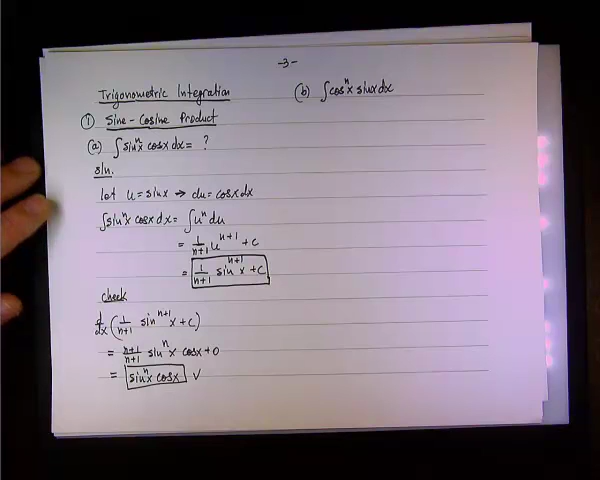 -3-
Trigonometric Integration
① Sine - Cosine Product
(a) ∫ sinⁿx cosx dx = ?
sln.
let u = sinx → du = cosx dx
∫ sinⁿx cosx dx = ∫ uⁿ du
= 1/(n+1) uⁿ⁺¹ + c
= 1/(n+1) sinⁿ⁺¹x + c
check
d/dx (1/(n+1) sinⁿ⁺¹x + c)
= (n+1)/(n+1) sinⁿx cosx + 0
= sinⁿx cosx √
(b) ∫ cosⁿx sinx dx